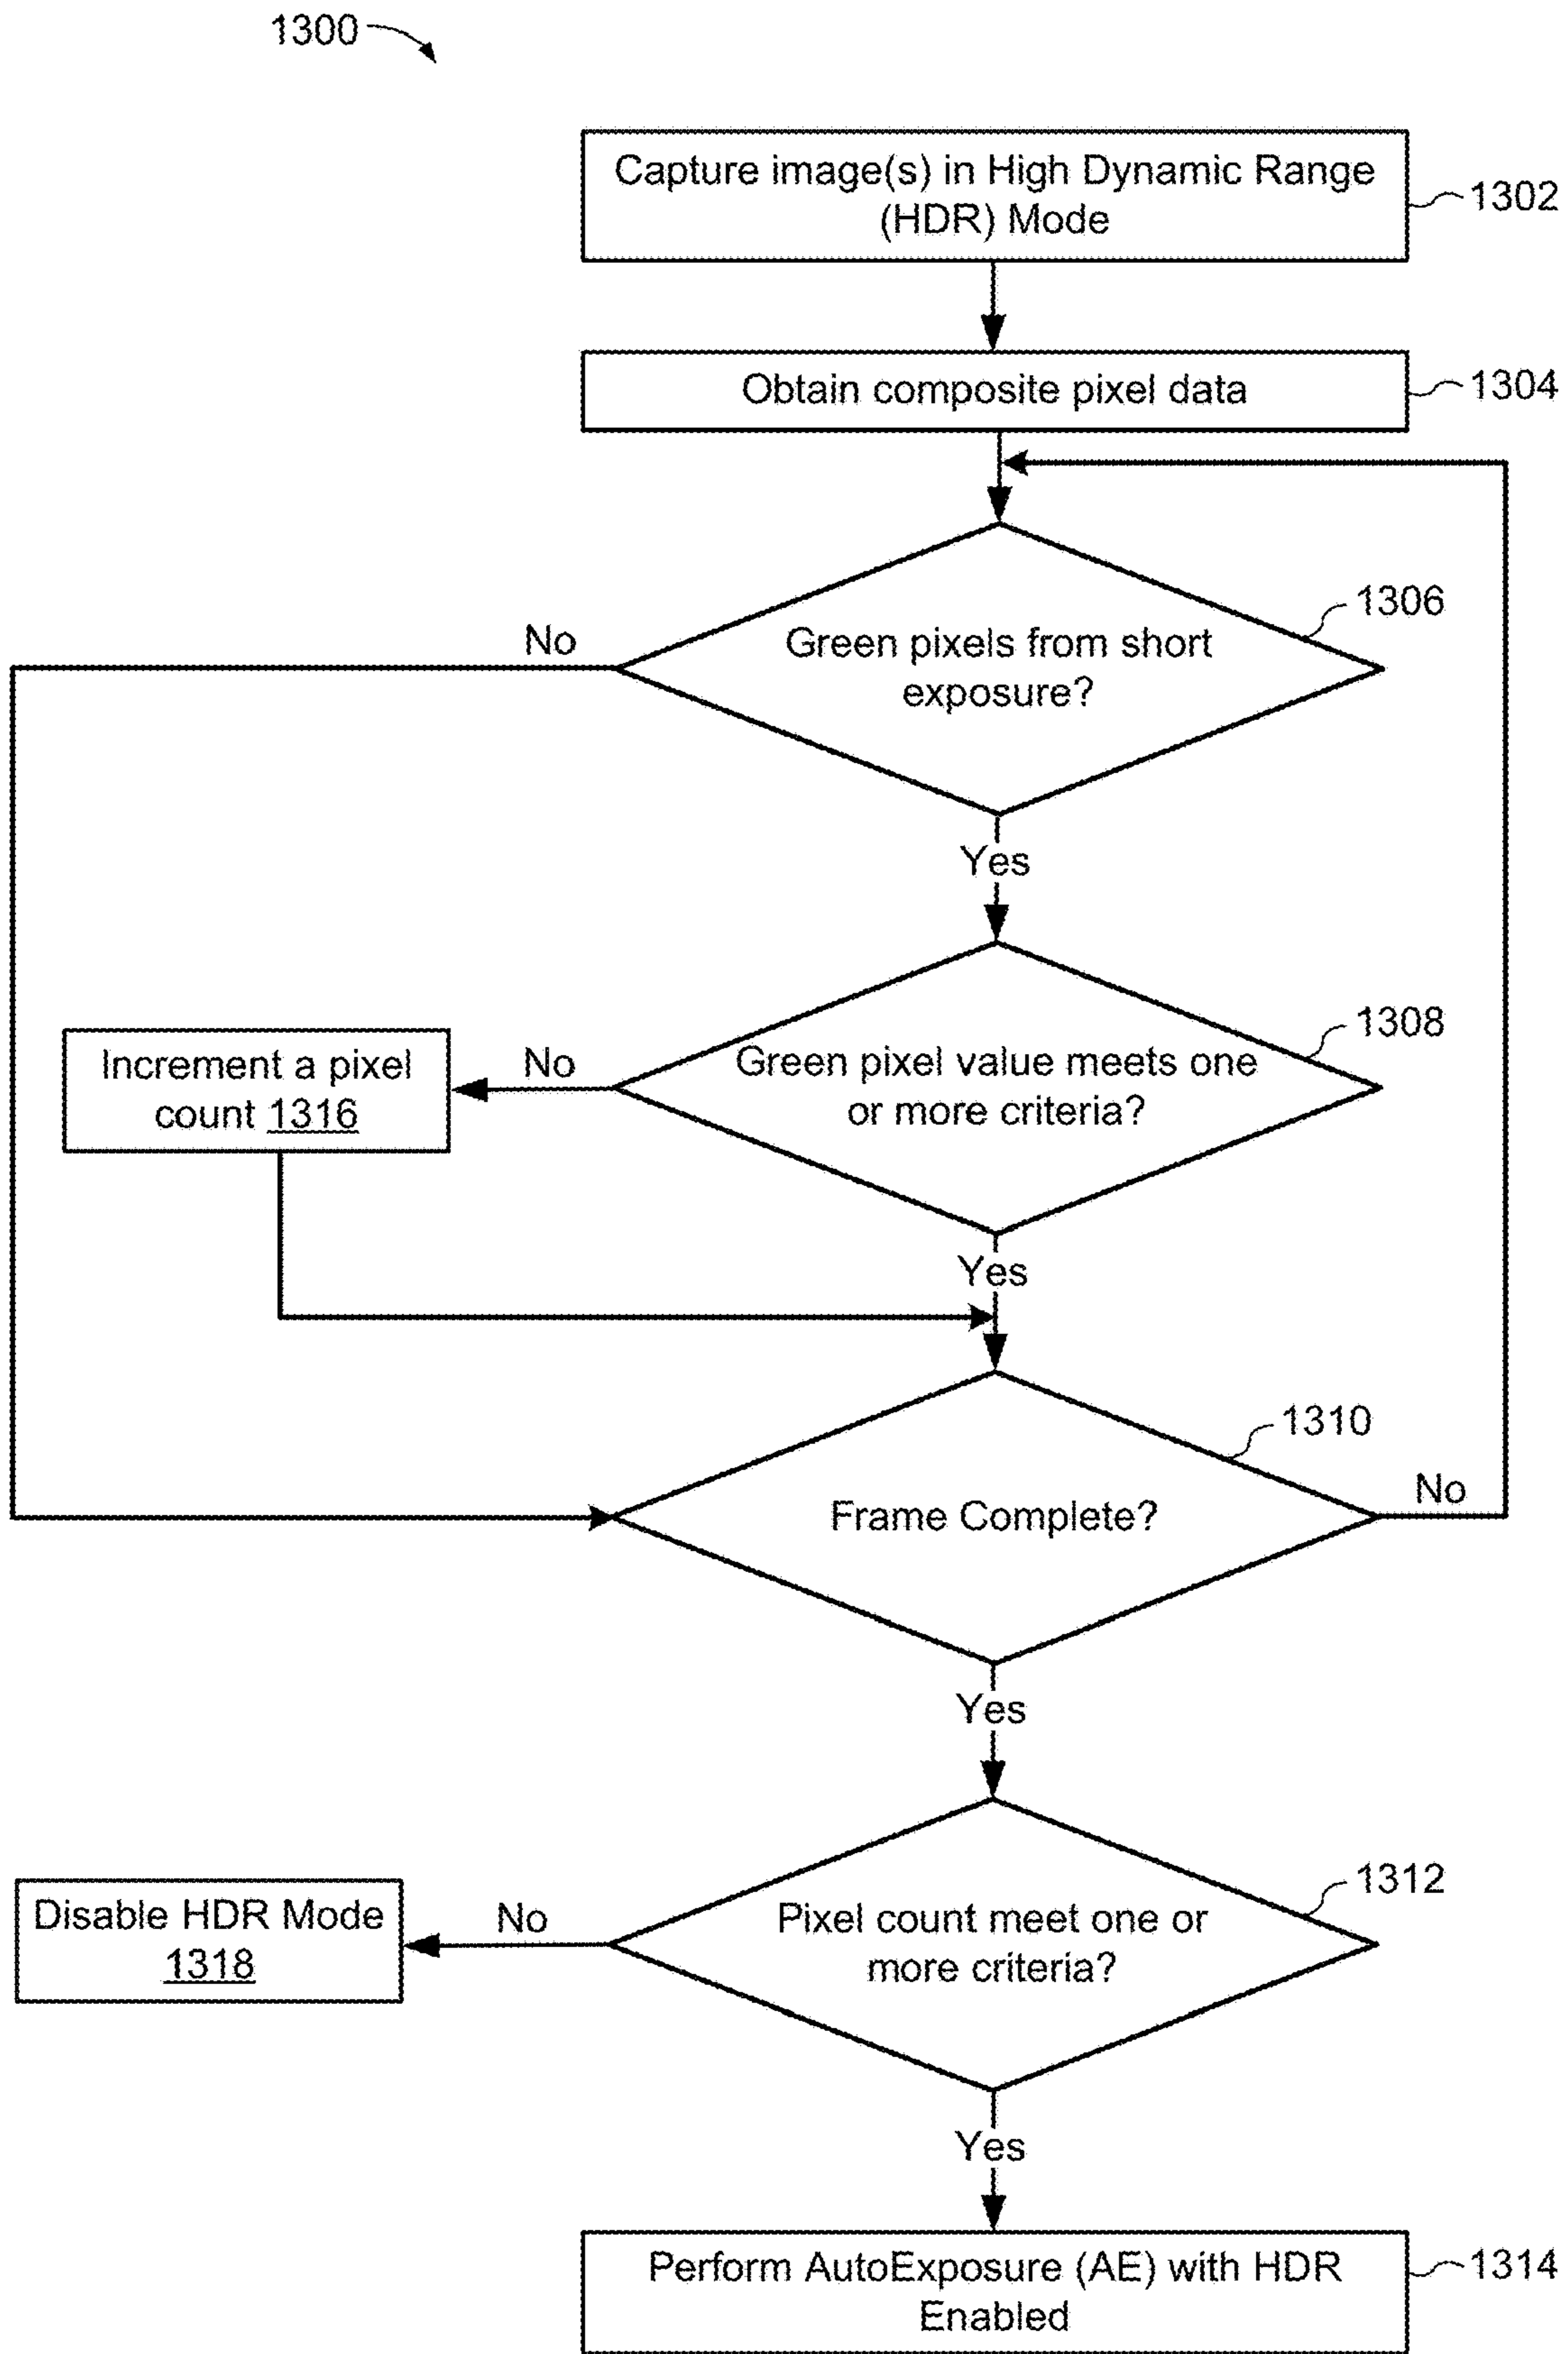 1300
Capture image(s) in High Dynamic Range
(HDR) Mode
1302
Obtain composite pixel data
1304
1306
No
Green pixels from short
exposure?
Yes
1308
Increment a pixel
count 1316
No
Green pixel value meets one
or more criteria?
Yes
1310
Frame Complete?
No
Yes
1312
Disable HDR Mode
1318
No
Pixel count meet one or
more criteria?
Yes
Perform AutoExposure (AE) with HDR
Enabled
1314